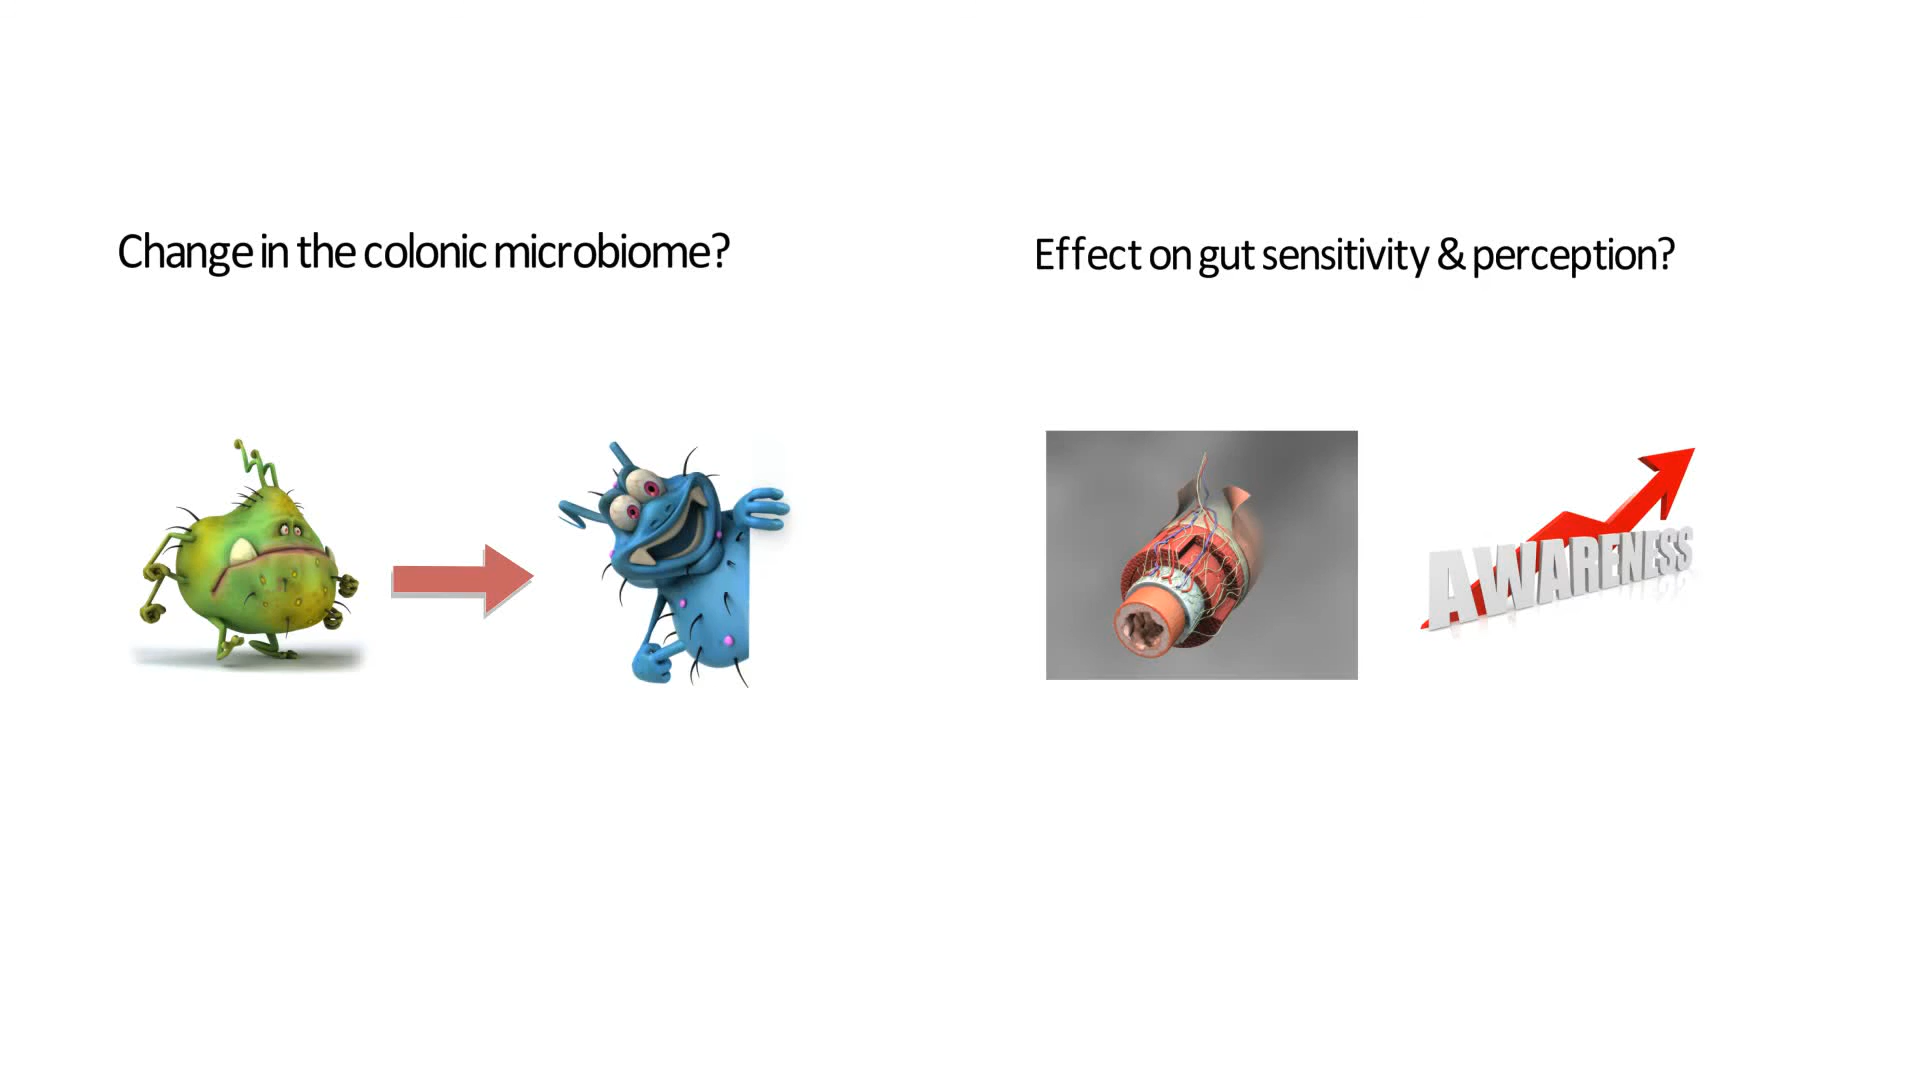 Change in the colonic microbiome?
Effect on gut sensitivity & perception?
AWARENESS